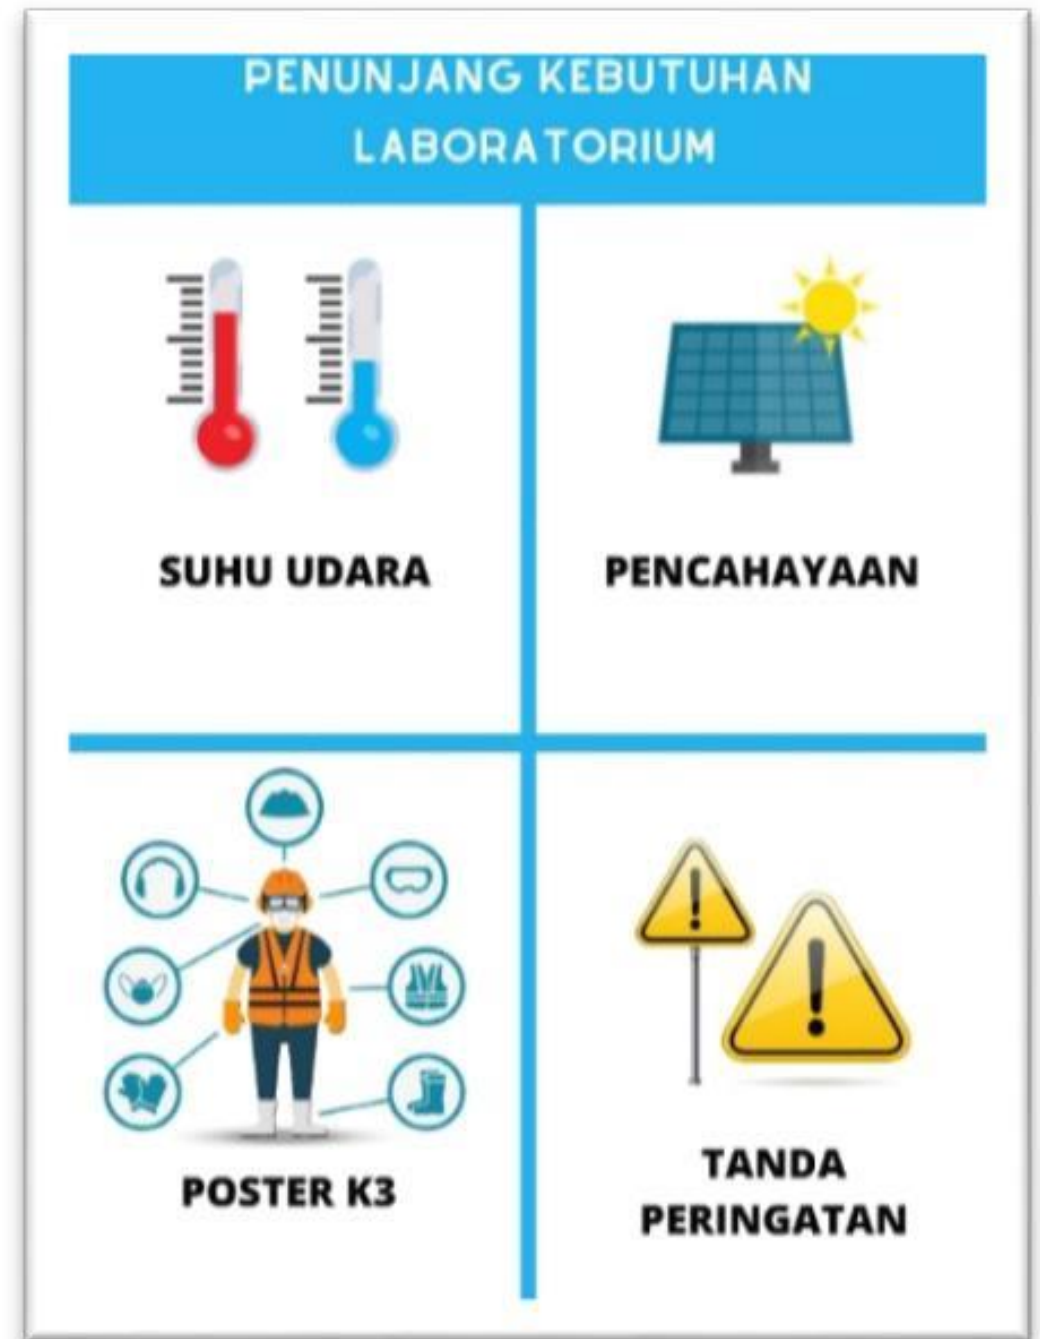 PENUNJANG KEBUTUHAN
LABORATORIUM
SUHU UDARA
PENCAHAYAAN
POSTER K3
TANDA
PERINGATAN